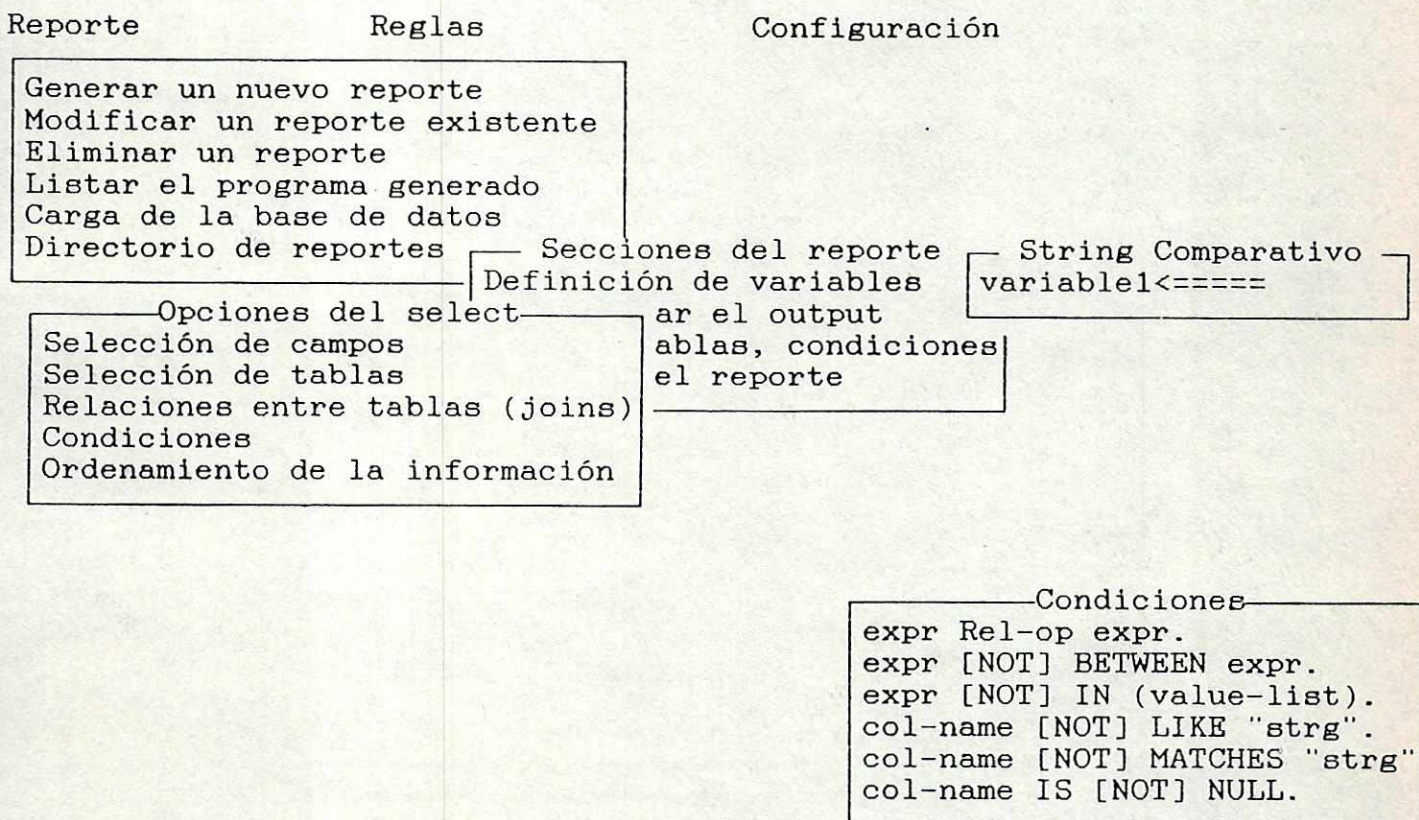 Reporte Reglas Configuración
Generar un nuevo reporte
Modificar un reporte existente
Eliminar un reporte
Listar el programa generado
Carga de la base de datos
Directorio de reportes
Secciones del reporte
Definición de variables
ar el output
ablas, condiciones
el reporte
String Comparativo
variable1<=====
Opciones del select
Selección de campos
Selección de tablas
Relaciones entre tablas (joins)
Condiciones
Ordenamiento de la información
Condiciones
expr Rel-op expr.
expr [NOT] BETWEEN expr.
expr [NOT] IN (value-list).
col-name [NOT] LIKE "strg".
col-name [NOT] MATCHES "strg"
col-name IS [NOT] NULL.